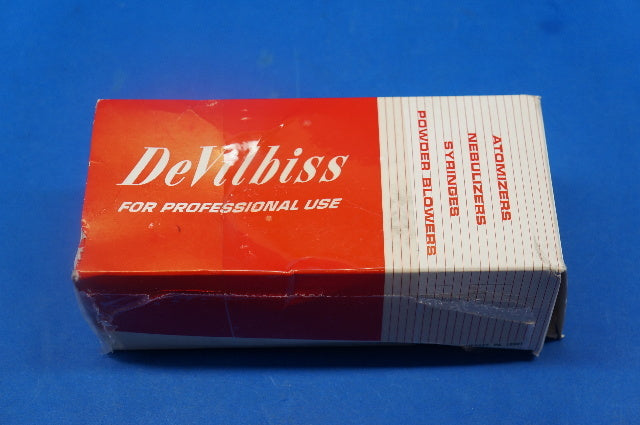 DeVilbiss
FOR PROFESSIONAL USE
ATOMIZERS
NEBULIZERS
SYRINGES
POWDER BLOWERS